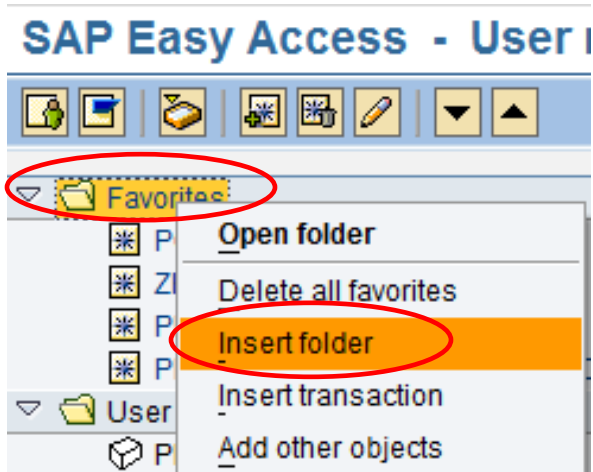 SAP Easy Access - User
Favorites
Open folder
Delete all favorites
Insert folder
Insert transaction
User
Add other objects